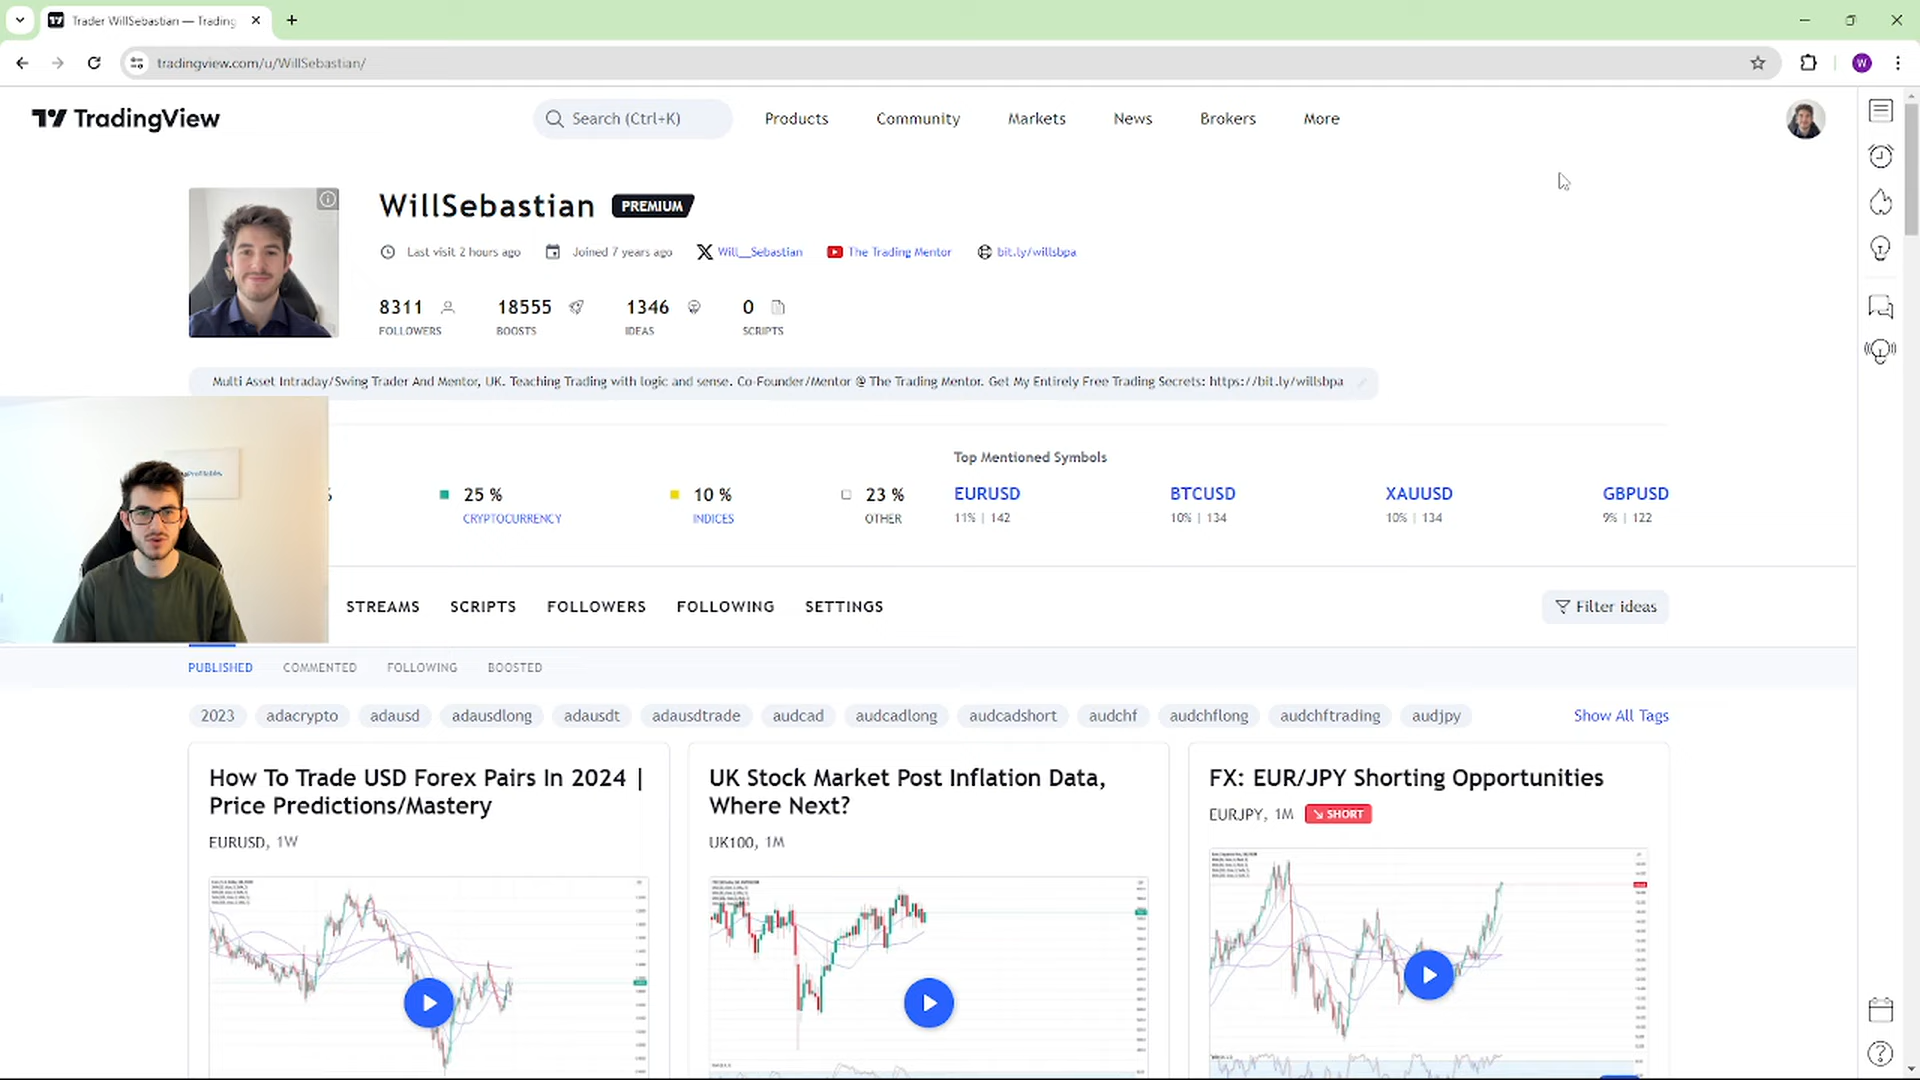 Trader WillSebastian — Trading
tradingview.com/u/WillSebastian/
W
TradingView
Search (Ctrl+K)
Products
Community
Markets
News
Brokers
More
WillSebastian
PREMIUM
Last visit 2 hours ago
Joined 7 years ago
Will__Sebastian
The Trading Mentor
bit.ly/willsbpa
8311
18555
1346
0
FOLLOWERS
BOOSTS
IDEAS
SCRIPTS
Multi Asset Intraday/Swing Trader And Mentor, UK. Teaching Trading with logic and sense. Co-Founder/Mentor @ The Trading Mentor. Get My Entirely Free Trading Secrets: https://bit.ly/willsbpa
Top Mentioned Symbols
25 %
CRYPTOCURRENCY
10 %
INDICES
23 %
OTHER
EURUSD
11% | 142
BTCUSD
10% | 134
XAUUSD
10% | 134
GBPUSD
9% | 122
STREAMS
SCRIPTS
FOLLOWERS
FOLLOWING
SETTINGS
Filter ideas
PUBLISHED
COMMENTED
FOLLOWING
BOOSTED
2023
adacrypto
adausd
adausdlong
adausdt
adausdtrade
audcad
audcadlong
audcadshort
audchf
audchflong
audchftrading
audjpy
Show All Tags
How To Trade USD Forex Pairs In 2024 |
Price Predictions/Mastery
EURUSD, 1W
UK Stock Market Post Inflation Data,
Where Next?
UK100, 1M
FX: EUR/JPY Shorting Opportunities
EURJPY, 1M
SHORT